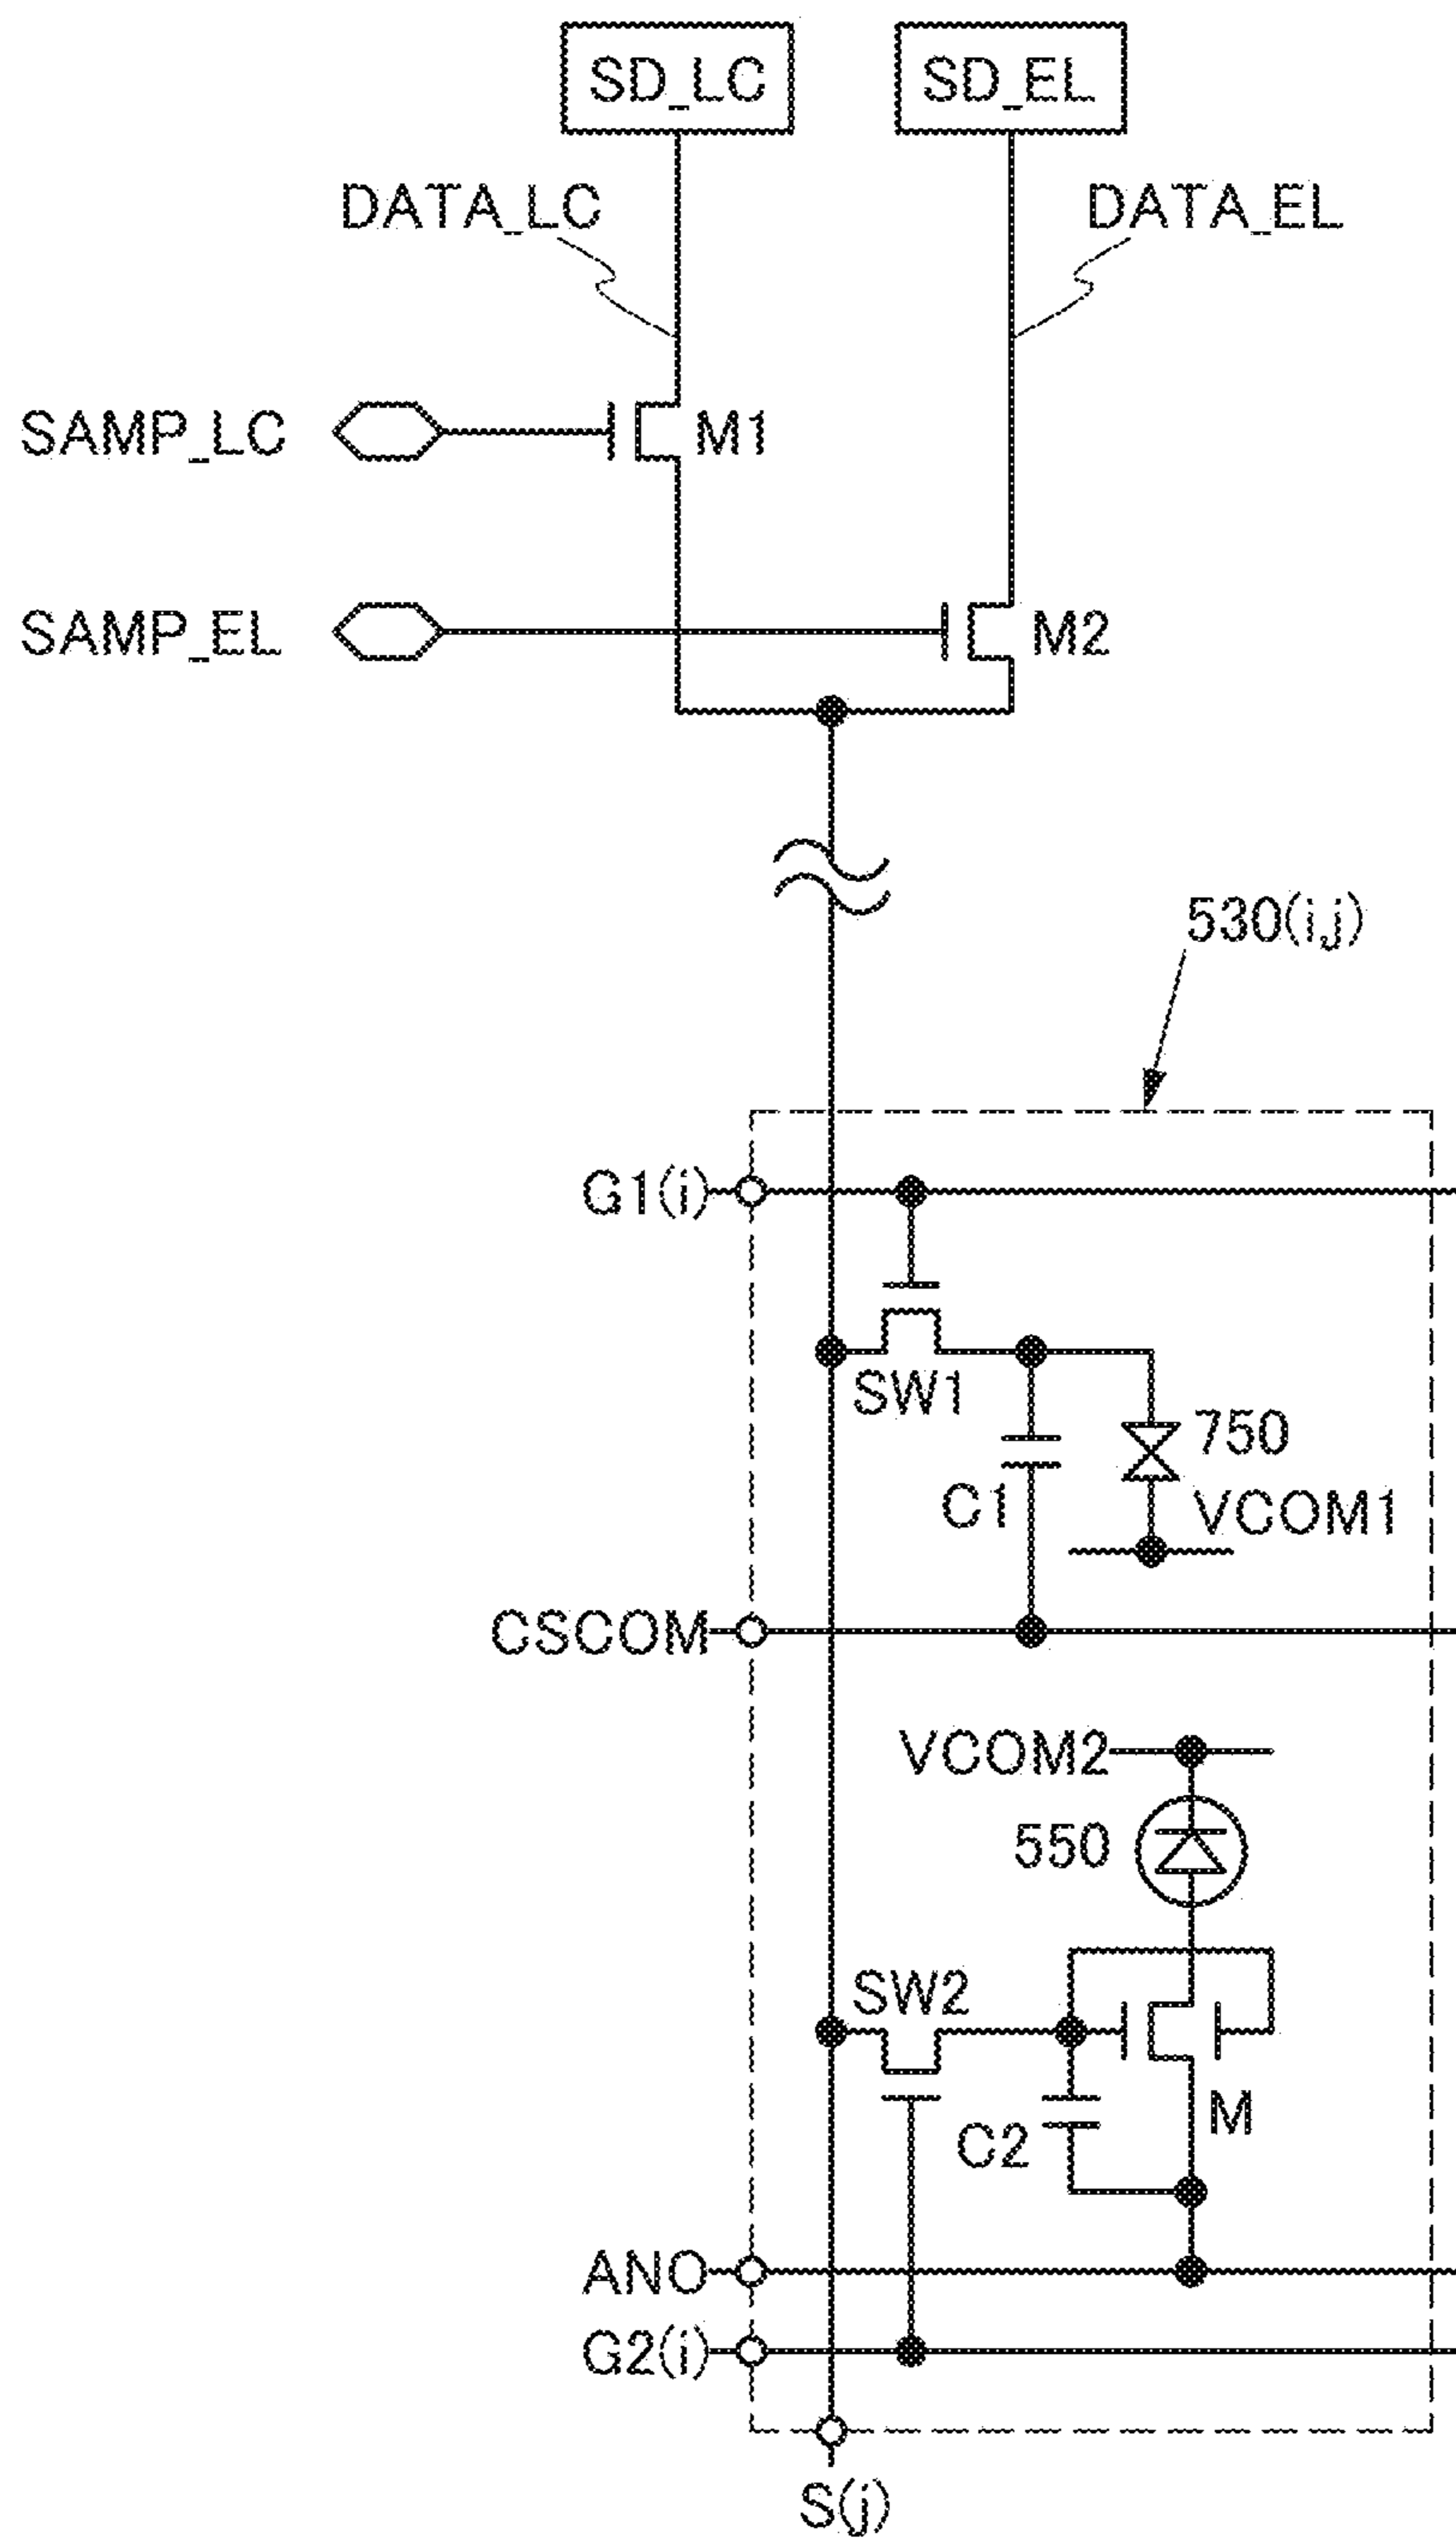 SD_LC
SD_EL
DATA_LC
DATA_EL
SAMP_LC
M1
SAMP_EL
M2
530(i,j)
G1(i)
SW1
750
C1
VCOM1
CSCOM
VCOM2
550
SW2
M
C2
ANO
G2(i)
S(j)